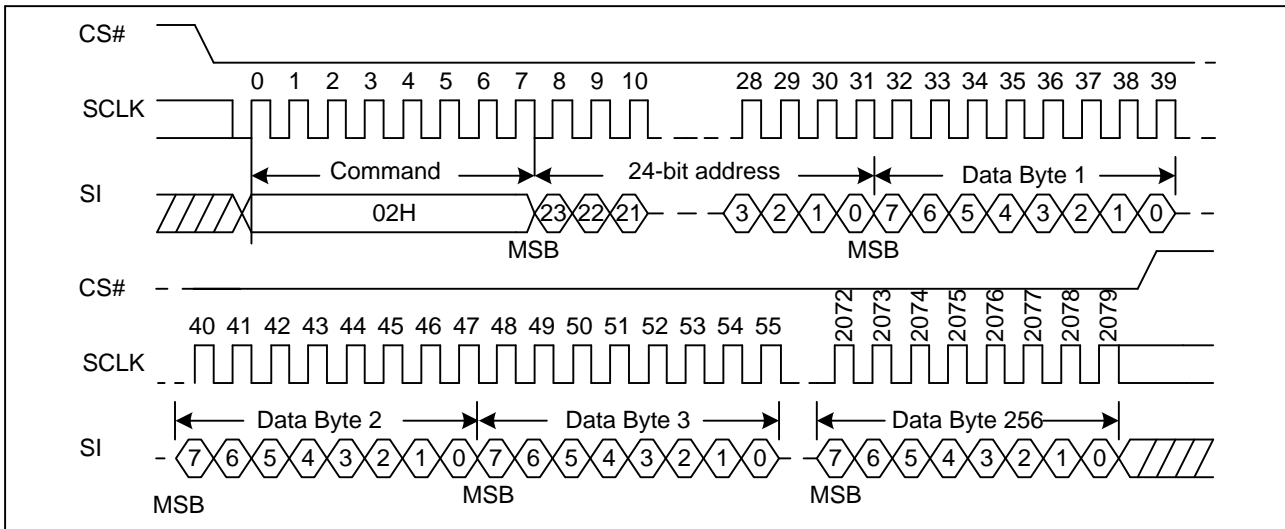 CS#
0 1 2 3 4 5 6 7 8 9 10 28 29 30 31 32 33 34 35 36 37 38 39
SCLK
Command 24-bit address Data Byte 1
SI
02H 23 22 21 3 2 1 0 7 6 5 4 3 2 1 0
MSB MSB
CS#
40 41 42 43 44 45 46 47 48 49 50 51 52 53 54 55 2072 2073 2074 2075 2076 2077 2078 2079
SCLK
Data Byte 2 Data Byte 3 Data Byte 256
SI
7 6 5 4 3 2 1 0 7 6 5 4 3 2 1 0 7 6 5 4 3 2 1 0
MSB MSB MSB